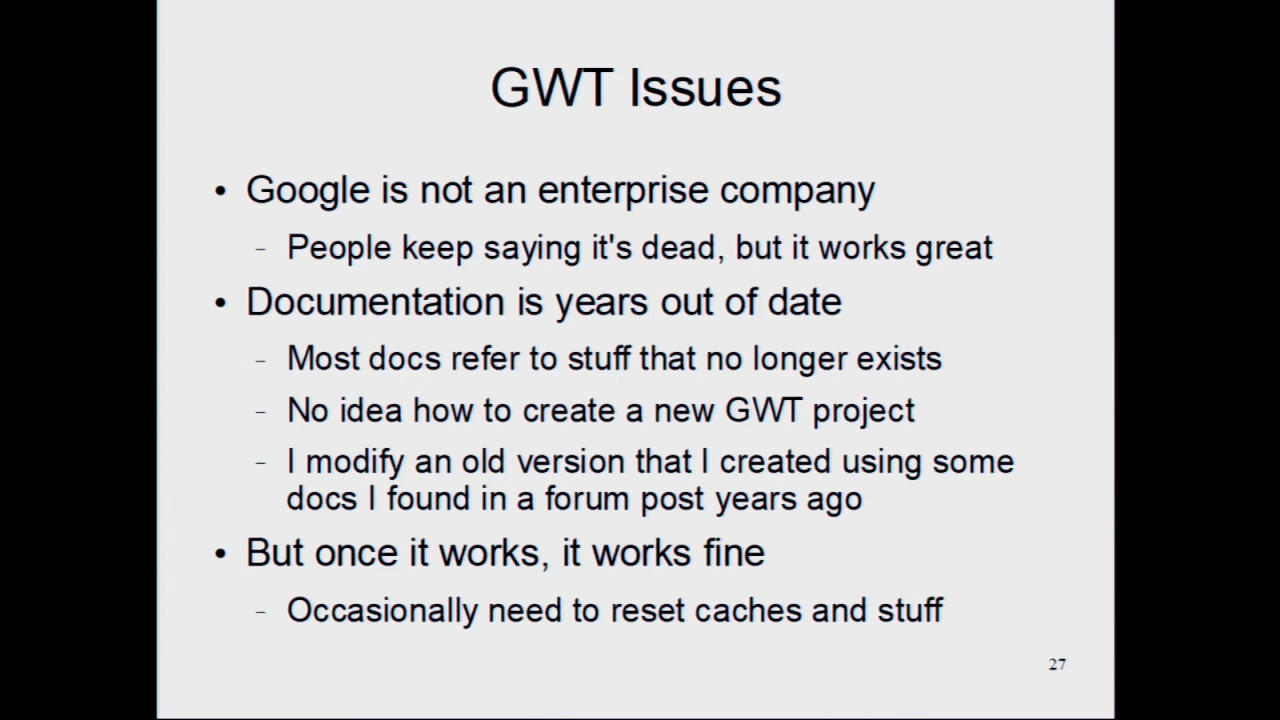 GWT Issues
• Google is not an enterprise company
– People keep saying it's dead, but it works great
• Documentation is years out of date
– Most docs refer to stuff that no longer exists
– No idea how to create a new GWT project
– I modify an old version that I created using some
docs I found in a forum post years ago
• But once it works, it works fine
– Occasionally need to reset caches and stuff
27